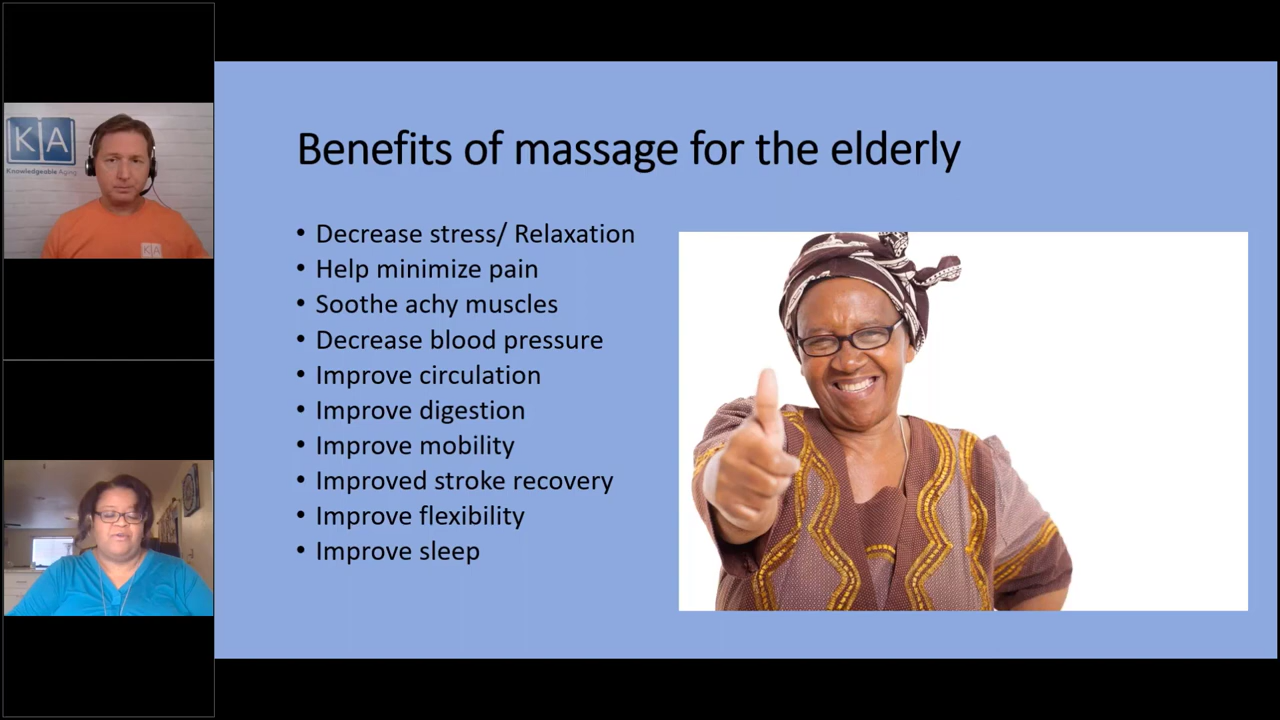 K A
Knowledgeable Aging
KA
Benefits of massage for the elderly
• Decrease stress/ Relaxation
• Help minimize pain
• Soothe achy muscles
• Decrease blood pressure
• Improve circulation
• Improve digestion
• Improve mobility
• Improved stroke recovery
• Improve flexibility
• Improve sleep